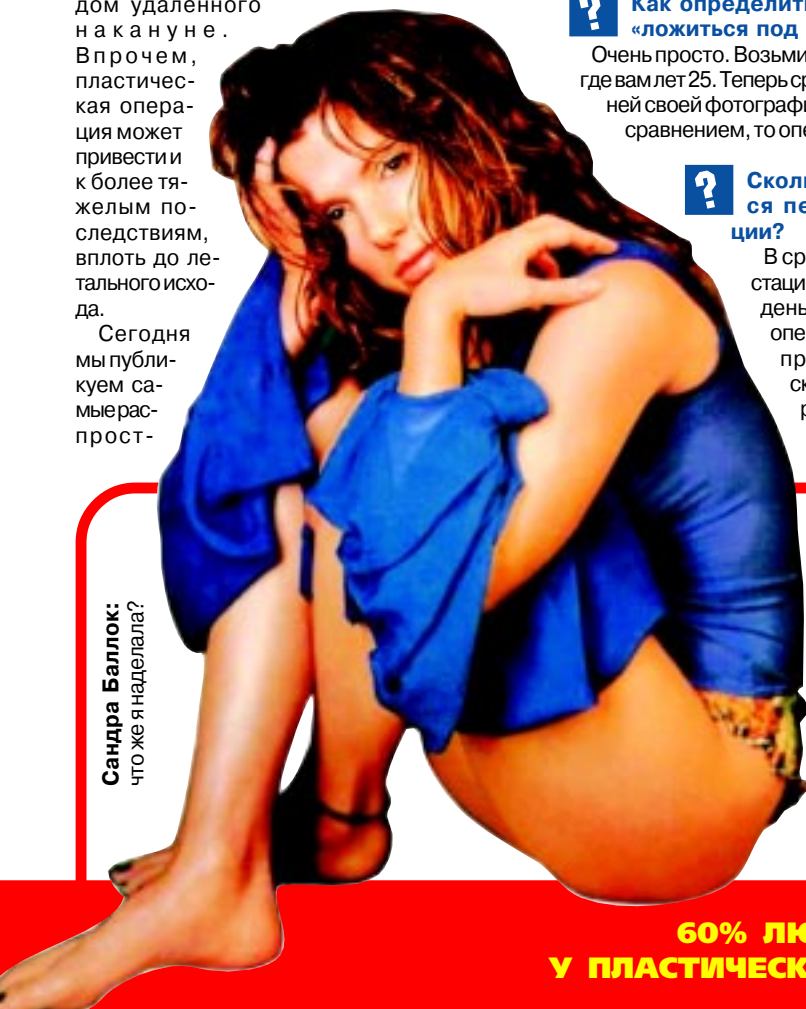 дом удаленного
накануне.
Впрочем,
пластичес-
кая опера-
ция может
привести и
к более тя-
желым по-
следствиям,
вплоть до ле-
тального исхо-
да.
Сегодня
мы публи-
куем са-
мые рас-
прост-
? Как определить
«ложиться под
Очень просто. Возьми
где вам лет 25. Теперь ср
ней своей фотограф
сравнением, то опе
? Сколь
ся пе
ции?
В ср
стаци
день
опе
пр
ск
р
Сандра Баллок:
что же я наделала?
60% ЛЮ
У ПЛАСТИЧЕСК